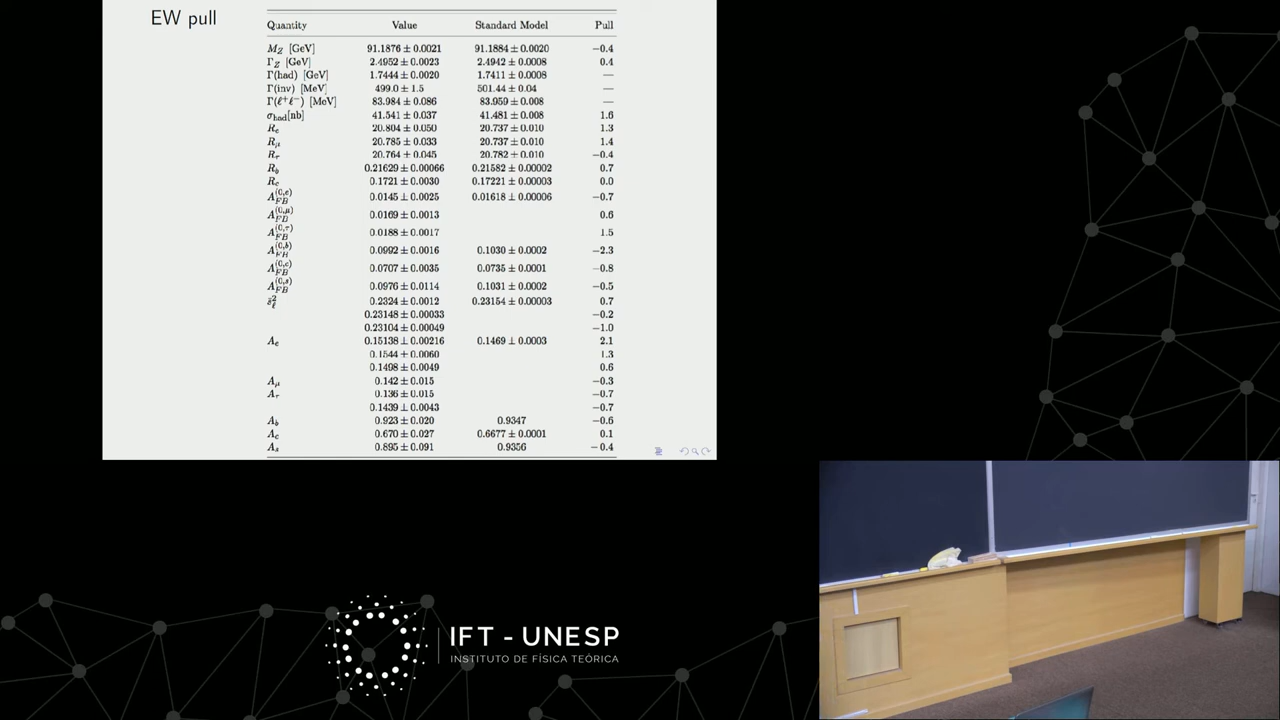 EW pull
Quantity Value Standard Model Pull
M_Z [GeV] 91.1876 ± 0.0021 91.1884 ± 0.0020 −0.4
Γ_Z [GeV] 2.4952 ± 0.0023 2.4942 ± 0.0008 0.4
Γ(had) [GeV] 1.7444 ± 0.0020 1.7411 ± 0.0008 —
Γ(inv) [MeV] 499.0 ± 1.5 501.44 ± 0.04 —
Γ(ℓ⁺ℓ⁻) [MeV] 83.984 ± 0.086 83.959 ± 0.008 —
σ_had[nb] 41.541 ± 0.037 41.481 ± 0.008 1.6
R_e 20.804 ± 0.050 20.737 ± 0.010 1.3
R_μ 20.785 ± 0.033 20.737 ± 0.010 1.4
R_τ 20.764 ± 0.045 20.782 ± 0.010 −0.4
R_b 0.21629 ± 0.00066 0.21582 ± 0.00002 0.7
R_c 0.1721 ± 0.0030 0.17221 ± 0.00003 0.0
A_FB^(0,e) 0.0145 ± 0.0025 0.01618 ± 0.00006 −0.7
A_FB^(0,μ) 0.0169 ± 0.0013 0.6
A_FB^(0,τ) 0.0188 ± 0.0017 1.5
A_FB^(0,b) 0.0992 ± 0.0016 0.1030 ± 0.0002 −2.3
A_FB^(0,c) 0.0707 ± 0.0035 0.0735 ± 0.0001 −0.8
A_FB^(0,s) 0.0976 ± 0.0114 0.1031 ± 0.0002 −0.5
s̄_ℓ^2 0.2324 ± 0.0012 0.23154 ± 0.00003 0.7
0.23148 ± 0.00033 −0.2
0.23104 ± 0.00049 −1.0
A_e 0.15138 ± 0.00216 0.1469 ± 0.0003 2.1
0.1544 ± 0.0060 1.3
0.1498 ± 0.0049 0.6
A_μ 0.142 ± 0.015 −0.3
A_τ 0.136 ± 0.015 −0.7
0.1439 ± 0.0043 −0.7
A_b 0.923 ± 0.020 0.9347 −0.6
A_c 0.670 ± 0.027 0.6677 ± 0.0001 0.1
A_s 0.895 ± 0.091 0.9356 −0.4
IFT - UNESP
INSTITUTO DE FÍSICA TEÓRICA